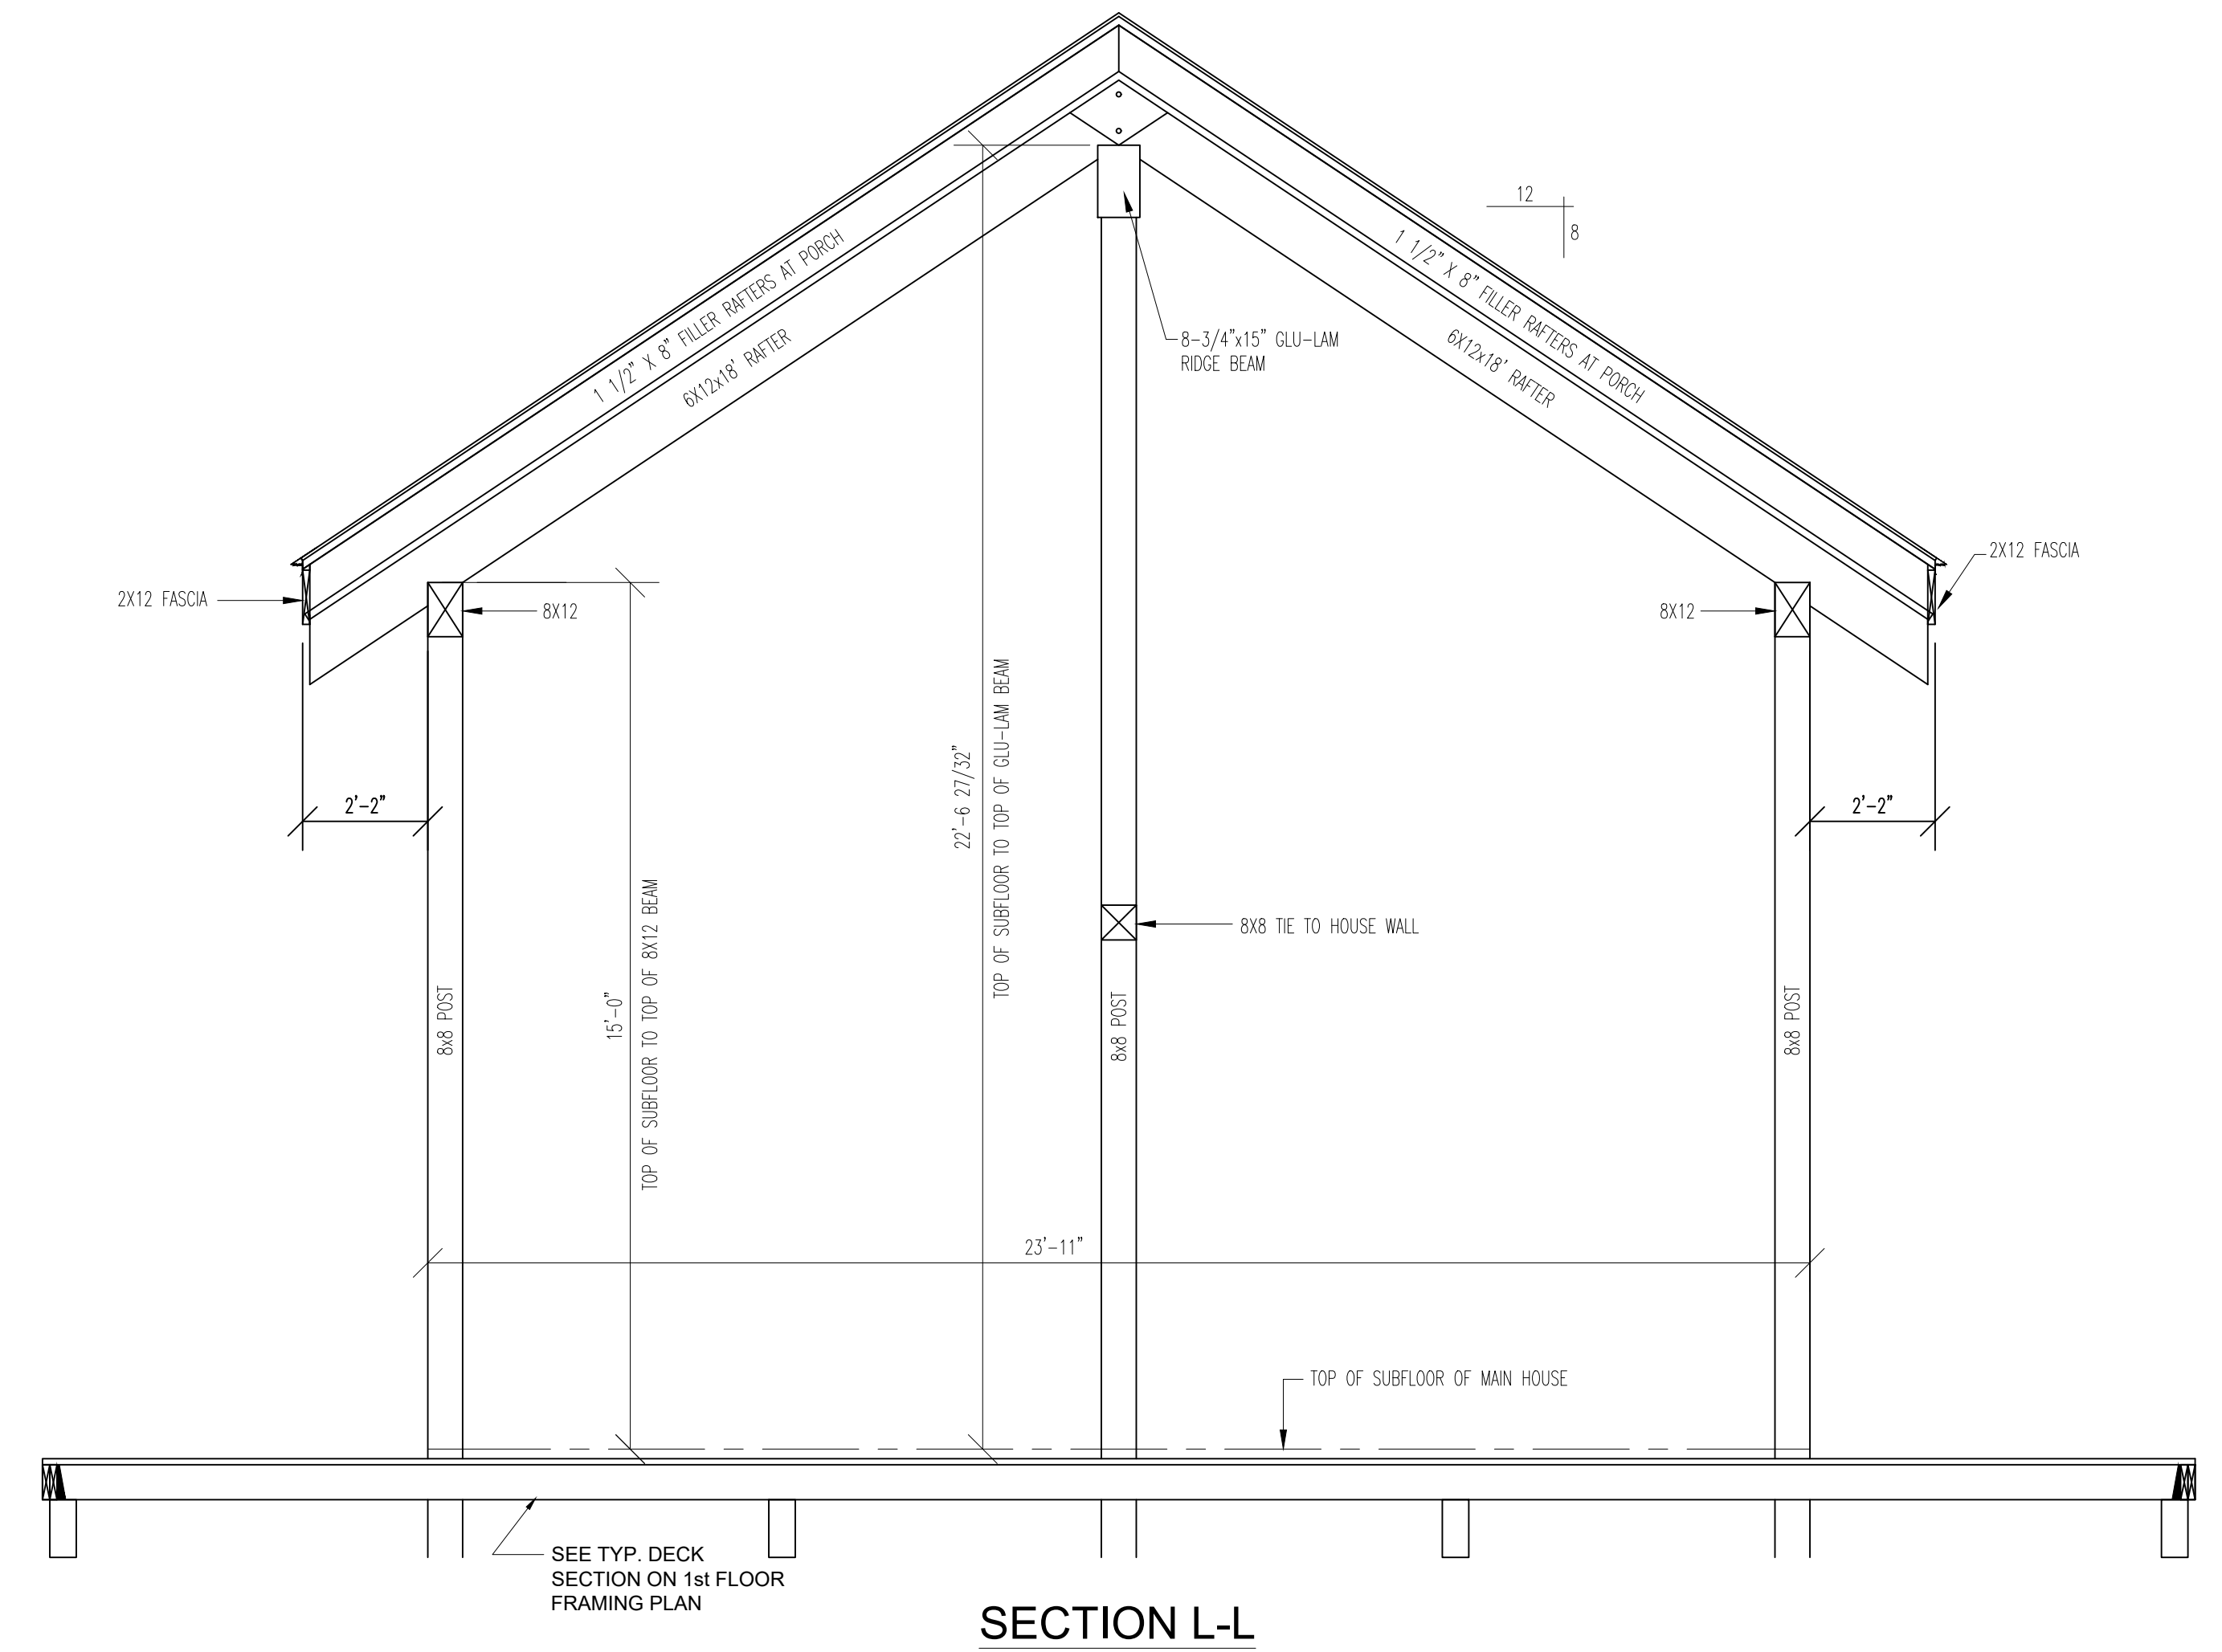 12
8
1 1/2" X 8" FILLER RAFTERS AT PORCH
6X12x18' RAFTER
1 1/2" X 8" FILLER RAFTERS AT PORCH
6X12x18' RAFTER
8-3/4"x15" GLU-LAM
RIDGE BEAM
2X12 FASCIA
2X12 FASCIA
8X12
8X12
2'-2"
2'-2"
22'-6 27/32"
TOP OF SUBFLOOR TO TOP OF GLU-LAM BEAM
15'-0"
TOP OF SUBFLOOR TO TOP OF 8X12 BEAM
8X8 TIE TO HOUSE WALL
8x8 POST
8x8 POST
8x8 POST
23'-11"
TOP OF SUBFLOOR OF MAIN HOUSE
SEE TYP. DECK
SECTION ON 1st FLOOR
FRAMING PLAN
SECTION L-L